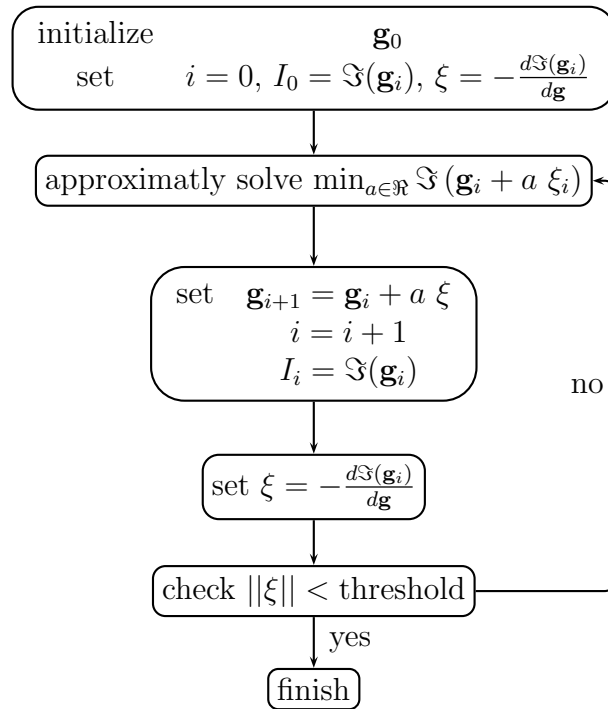 initialize 𝐠₀
set i = 0, I₀ = ℑ(𝐠ᵢ), ξ = −dℑ(𝐠ᵢ)/d𝐠
approximatly solve min_{a∈ℜ} ℑ (𝐠ᵢ + a ξᵢ)
set 𝐠ᵢ₊₁ = 𝐠ᵢ + a ξ
i = i + 1
Iᵢ = ℑ(𝐠ᵢ)
no
set ξ = −dℑ(𝐠ᵢ)/d𝐠
check ||ξ|| < threshold
yes
finish